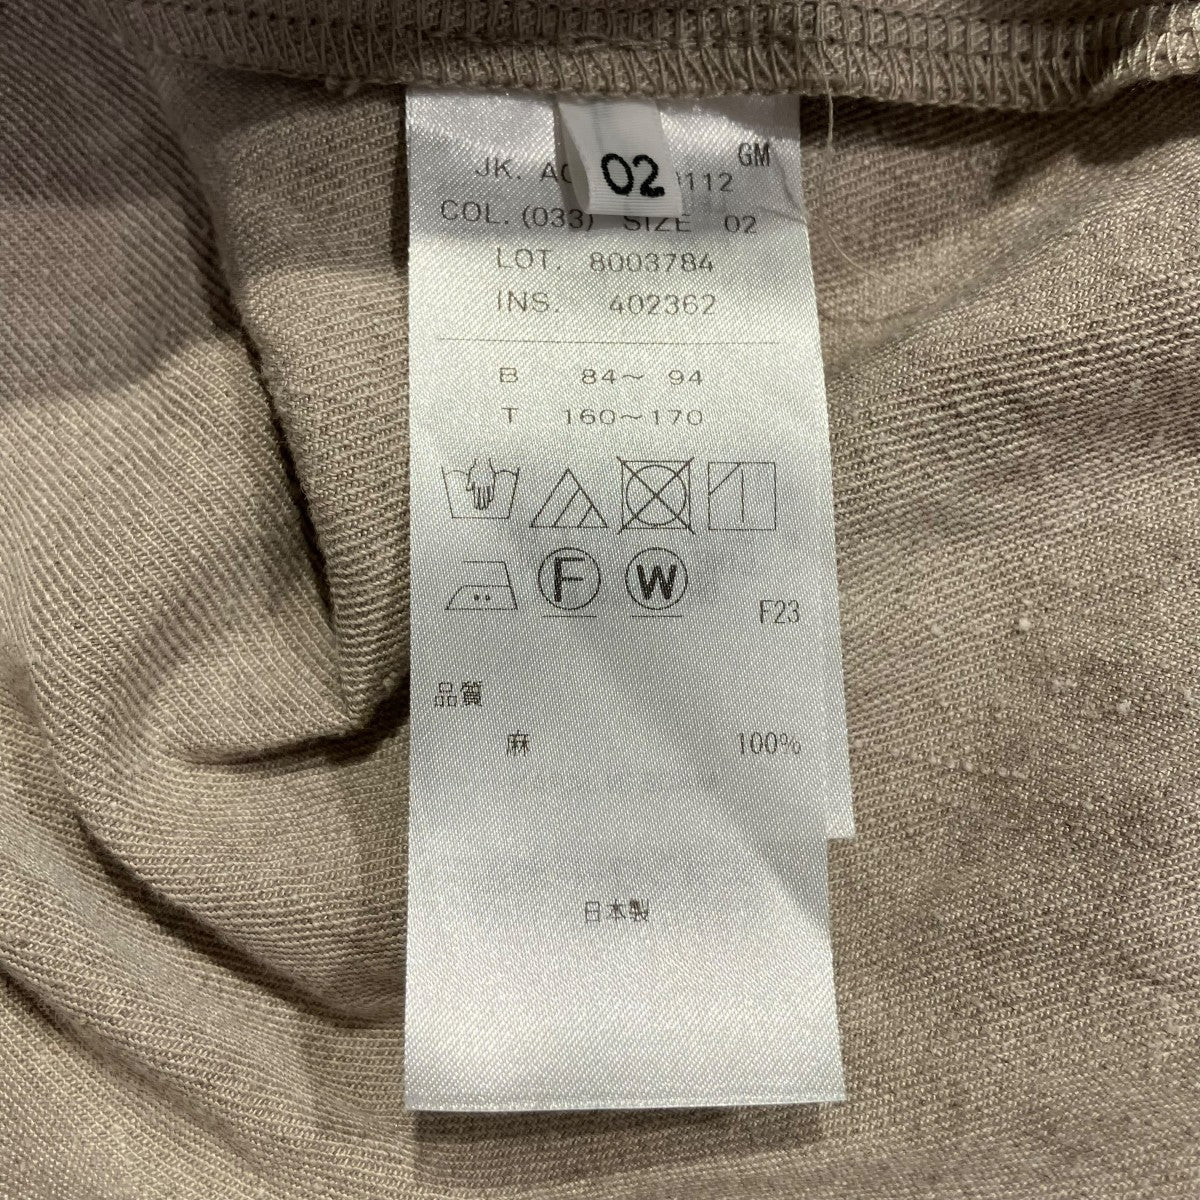 GM
02
JK. 112
COL. (033) SIZE 02
LOT. 8003784
INS. 402362
B 84～ 94
T 160～170
F W
F23
品質
麻 100%
日本製